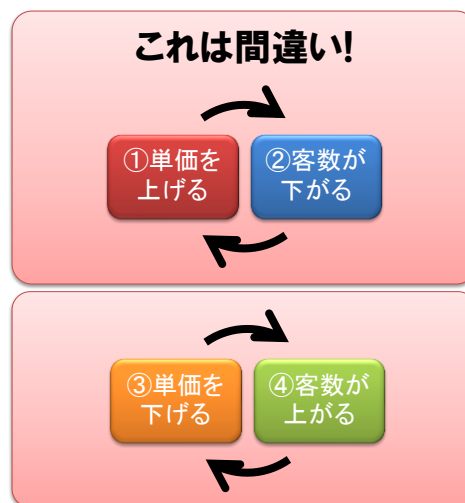 これは間違い!
①単価を
上げる
②客数が
下がる
③単価を
下げる
④客数が
上がる